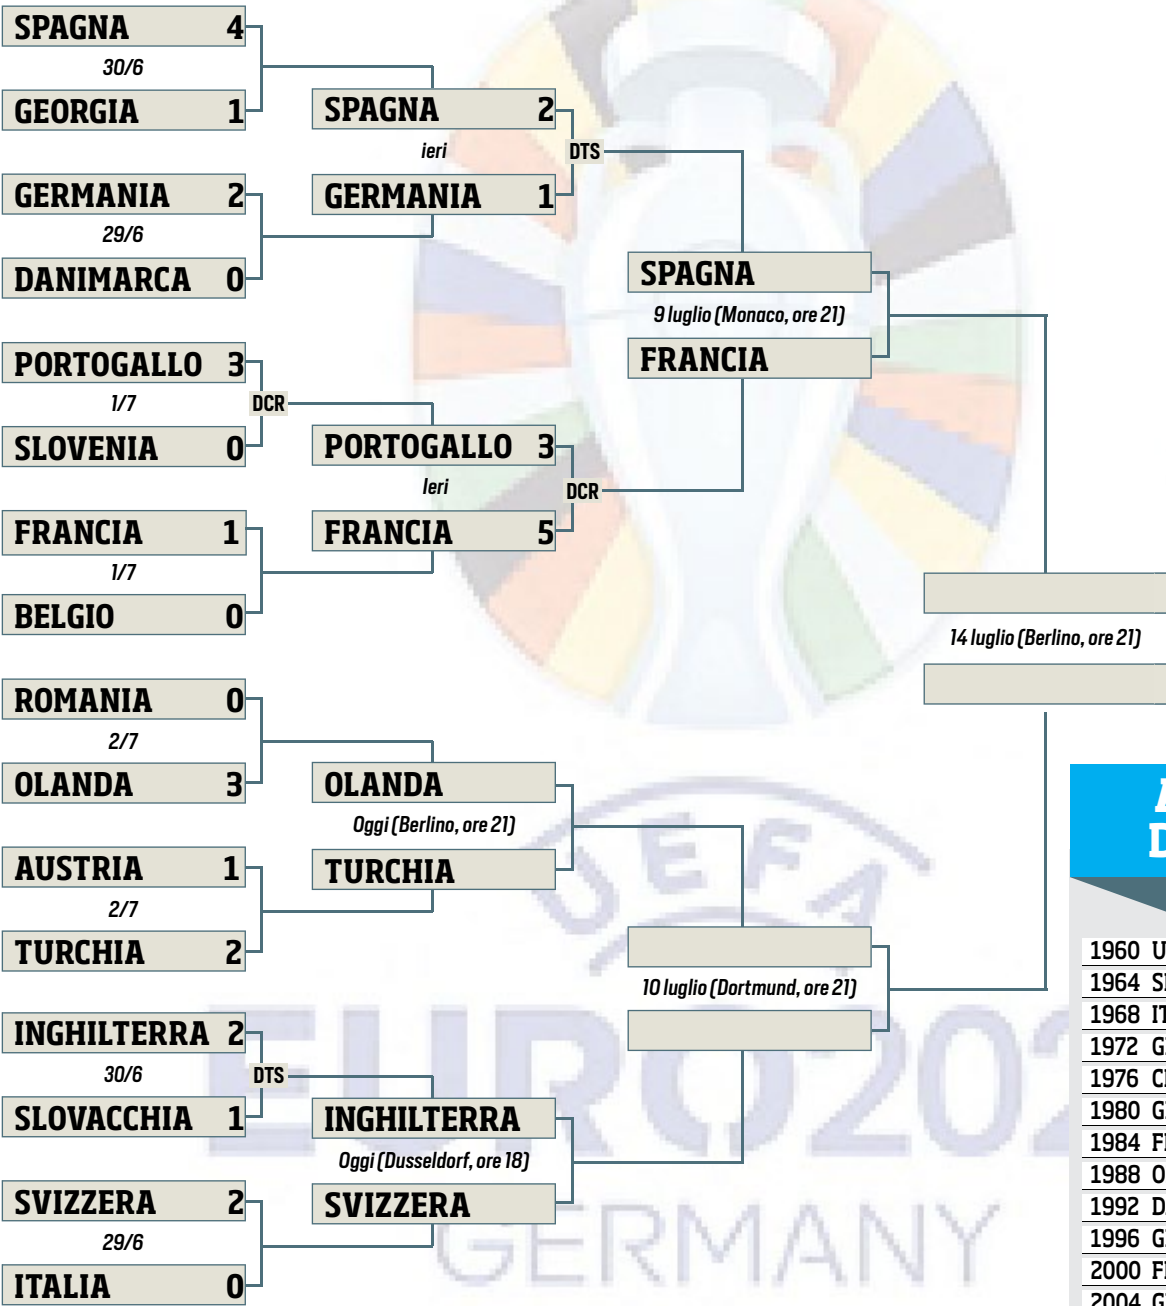 SPAGNA 4
30/6
GEORGIA 1
GERMANIA 2
29/6
DANIMARCA 0
PORTOGALLO 3
1/7
DCR
SLOVENIA 0
FRANCIA 1
1/7
BELGIO 0
ROMANIA 0
2/7
OLANDA 3
AUSTRIA 1
2/7
TURCHIA 2
INGHILTERRA 2
30/6
DTS
SLOVACCHIA 1
SVIZZERA 2
29/6
ITALIA 0
SPAGNA 2
ieri
DTS
GERMANIA 1
PORTOGALLO 3
Ieri
DCR
FRANCIA 5
OLANDA
Oggi (Berlino, ore 21)
TURCHIA
INGHILTERRA
Oggi (Dusseldorf, ore 18)
SVIZZERA
SPAGNA
9 luglio (Monaco, ore 21)
FRANCIA
10 luglio (Dortmund, ore 21)
14 luglio (Berlino, ore 21)
UEFA
EURO202
GERMANY
1960 U
1964 S
1968 IT
1972 G
1976 C
1980 G
1984 F
1988 O
1992 D
1996 G
2000 F
2004 G